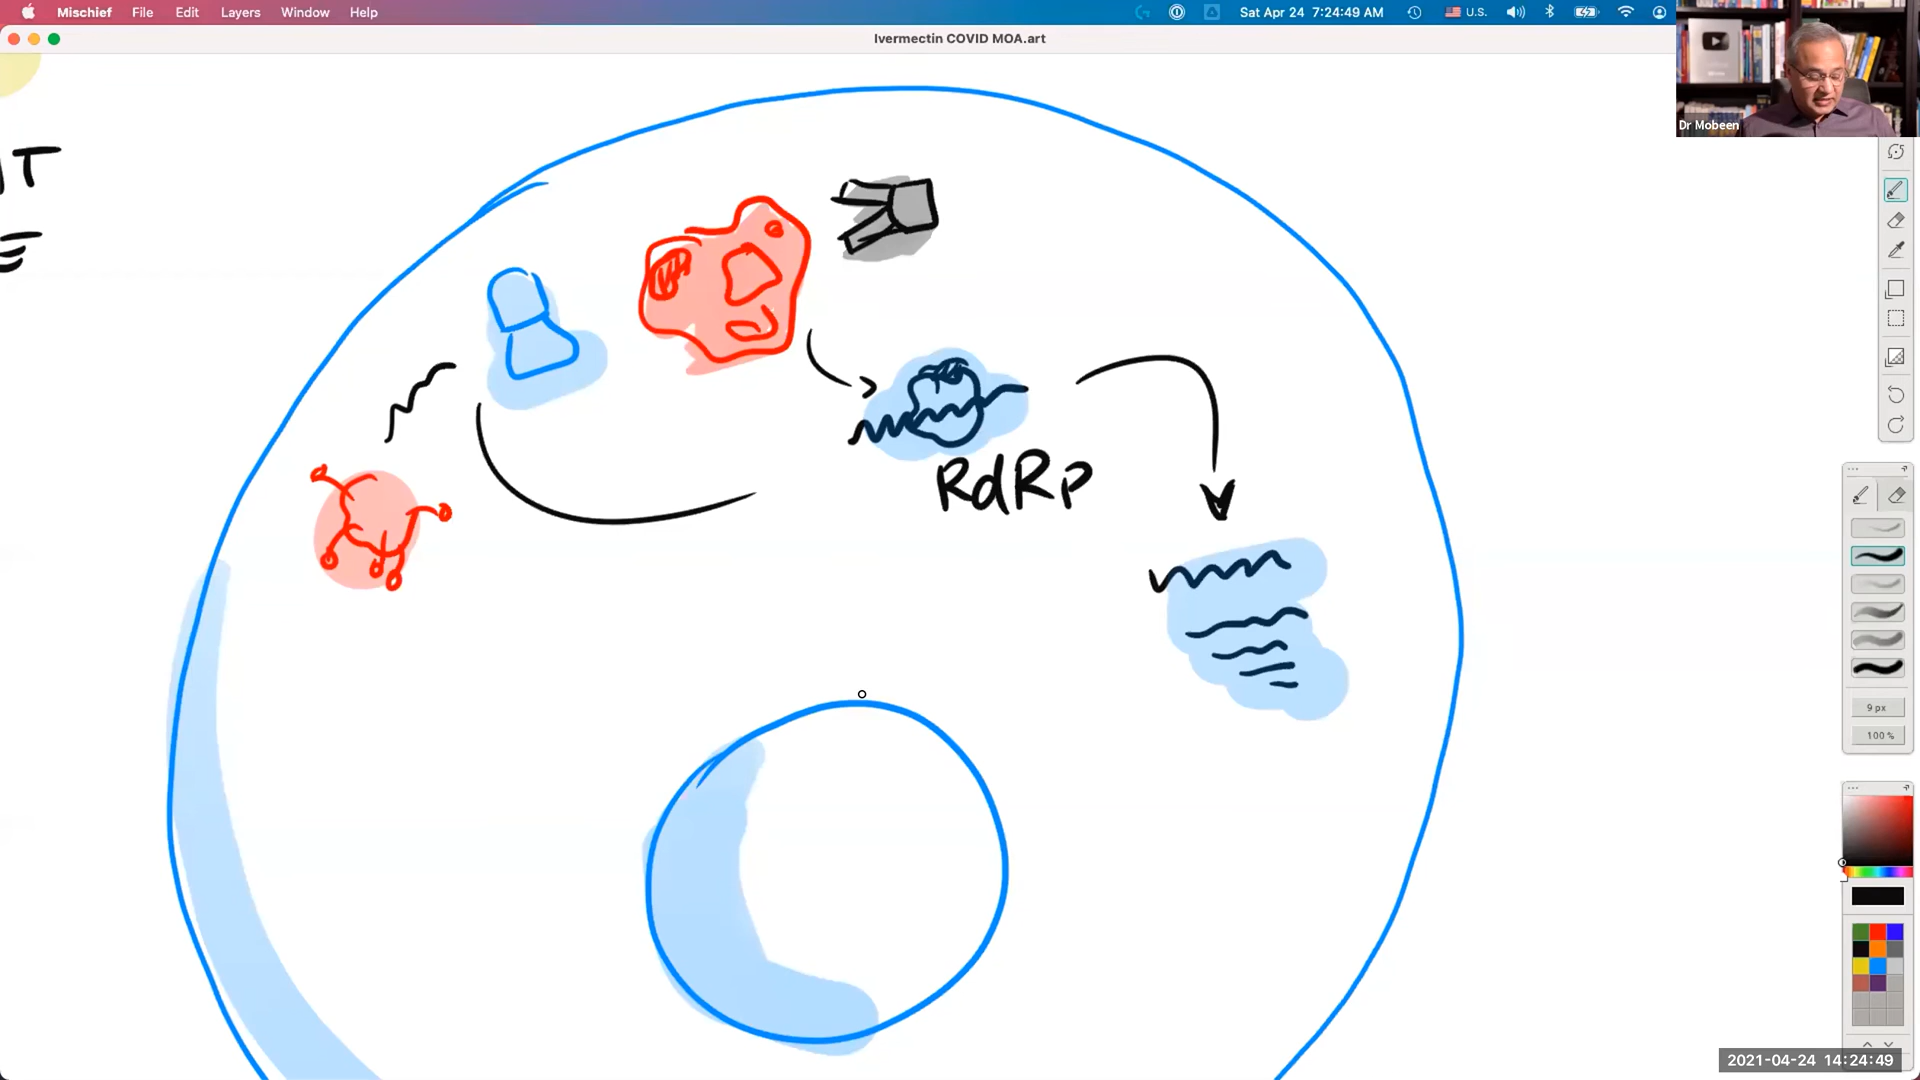 Mischief File Edit Layers Window Help
Sat Apr 24 7:24:49 AM
U.S.
Ivermectin COVID MOA.art
Dr Mobeen
RdRp
9 px
100 %
2021-04-24 14:24:49